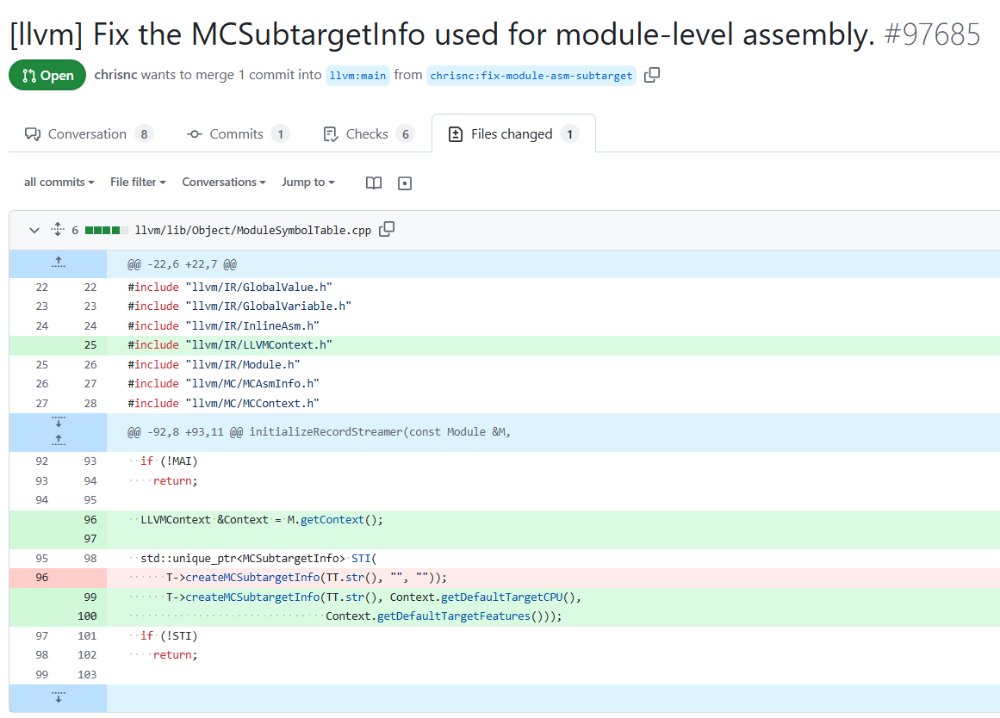 [llvm] Fix the MCSubtargetInfo used for module-level assembly. #97685
Open chrisnc wants to merge 1 commit into llvm:main from chrisnc:fix-module-asm-subtarget
Conversation 8 Commits 1 Checks 6 Files changed 1
all commits File filter Conversations Jump to
6 llvm/lib/Object/ModuleSymbolTable.cpp
@@ -22,6 +22,7 @@
22 22 #include "llvm/IR/GlobalValue.h"
23 23 #include "llvm/IR/GlobalVariable.h"
24 24 #include "llvm/IR/InlineAsm.h"
25 #include "llvm/IR/LLVMContext.h"
25 26 #include "llvm/IR/Module.h"
26 27 #include "llvm/MC/MCAsmInfo.h"
27 28 #include "llvm/MC/MCContext.h"
@@ -92,8 +93,11 @@ initializeRecordStreamer(const Module &M,
92 93 if (!MAI)
93 94 return;
94 95
96 LLVMContext &Context = M.getContext();
97
95 98 std::unique_ptr<MCSubtargetInfo> STI(
96 T->createMCSubtargetInfo(TT.str(), "", ""));
99 T->createMCSubtargetInfo(TT.str(), Context.getDefaultTargetCPU(),
100 Context.getDefaultTargetFeatures()));
97 101 if (!STI)
98 102 return;
99 103